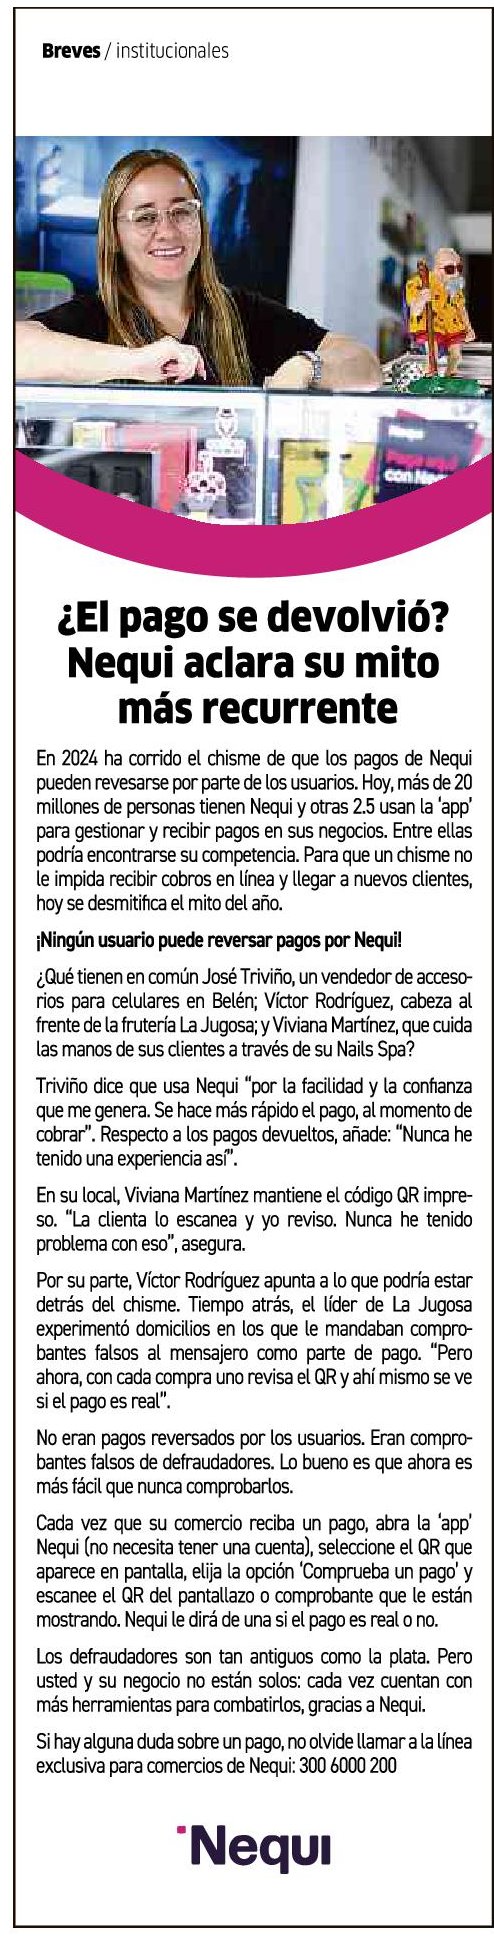 Breves / institucionales
Nequi
Paga aquí
con Nequi
¿El pago se devolvió?
Nequi aclara su mito
más recurrente
En 2024 ha corrido el chisme de que los pagos de Nequi
pueden revesarse por parte de los usuarios. Hoy, más de 20
millones de personas tienen Nequi y otras 2.5 usan la ‘app’
para gestionar y recibir pagos en sus negocios. Entre ellas
podría encontrarse su competencia. Para que un chisme no
le impida recibir cobros en línea y llegar a nuevos clientes,
hoy se desmitifica el mito del año.
¡Ningún usuario puede reversar pagos por Nequi!
¿Qué tienen en común José Triviño, un vendedor de acceso-
rios para celulares en Belén; Víctor Rodríguez, cabeza al
frente de la frutería La Jugosa; y Viviana Martínez, que cuida
las manos de sus clientes a través de su Nails Spa?
Triviño dice que usa Nequi “por la facilidad y la confianza
que me genera. Se hace más rápido el pago, al momento de
cobrar”. Respecto a los pagos devueltos, añade: “Nunca he
tenido una experiencia así”.
En su local, Viviana Martínez mantiene el código QR impre-
so. “La clienta lo escanea y yo reviso. Nunca he tenido
problema con eso”, asegura.
Por su parte, Víctor Rodríguez apunta a lo que podría estar
detrás del chisme. Tiempo atrás, el líder de La Jugosa
experimentó domicilios en los que le mandaban compro-
bantes falsos al mensajero como parte de pago. “Pero
ahora, con cada compra uno revisa el QR y ahí mismo se ve
si el pago es real”.
No eran pagos reversados por los usuarios. Eran compro-
bantes falsos de defraudadores. Lo bueno es que ahora es
más fácil que nunca comprobarlos.
Cada vez que su comercio reciba un pago, abra la ‘app’
Nequi (no necesita tener una cuenta), seleccione el QR que
aparece en pantalla, elija la opción ‘Comprueba un pago’ y
escanee el QR del pantallazo o comprobante que le están
mostrando. Nequi le dirá de una si el pago es real o no.
Los defraudadores son tan antiguos como la plata. Pero
usted y su negocio no están solos: cada vez cuentan con
más herramientas para combatirlos, gracias a Nequi.
Si hay alguna duda sobre un pago, no olvide llamar a la línea
exclusiva para comercios de Nequi: 300 6000 200
Nequi